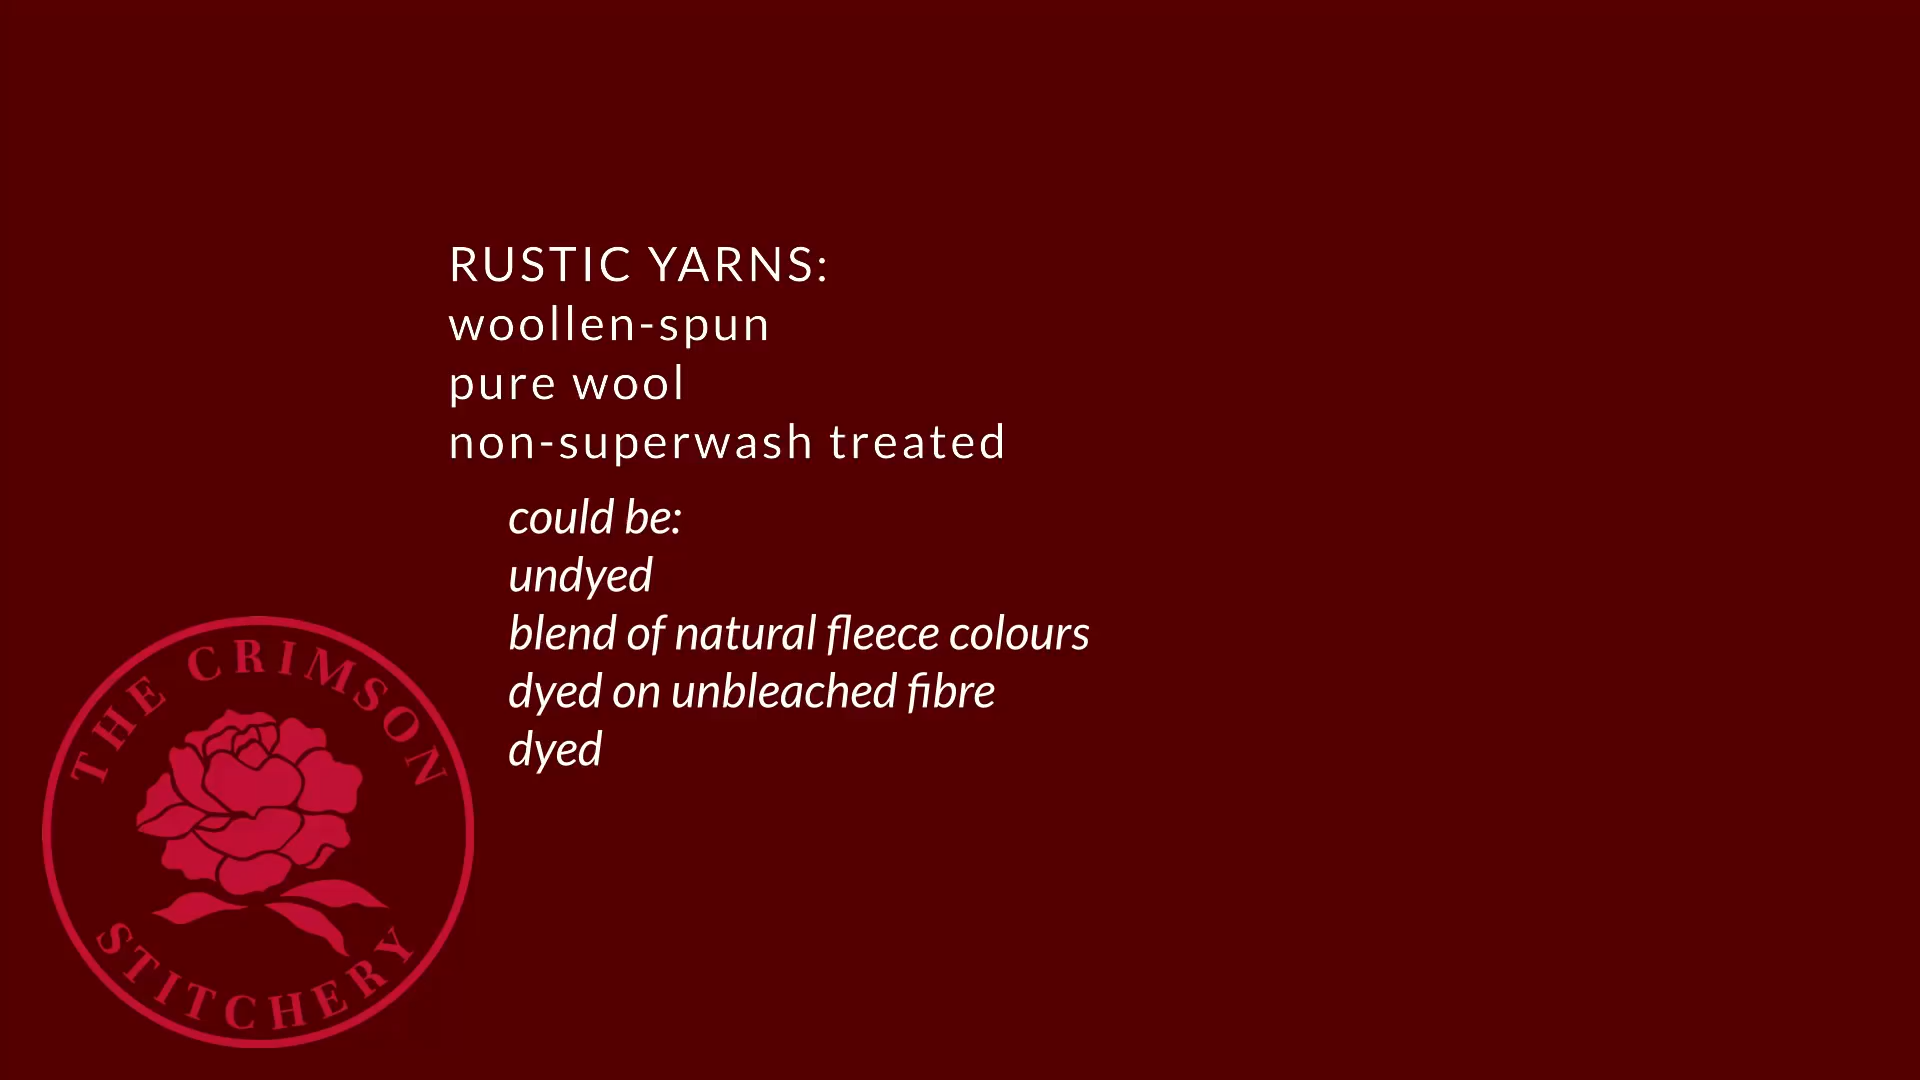 RUSTIC YARNS:
woollen-spun
pure wool
non-superwash treated
could be:
undyed
blend of natural fleece colours
dyed on unbleached fibre
dyed
THE CRIMSON
STITCHERY